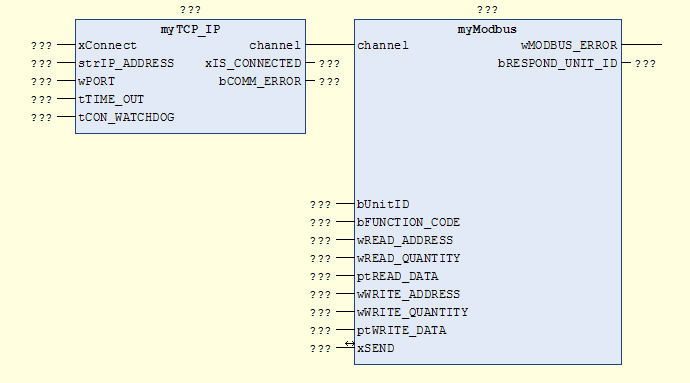 ??? ???
myTCP_IP myModbus
??? xConnect channel channel wMODBUS_ERROR
??? strIP_ADDRESS xIS_CONNECTED ??? bRESPOND_UNIT_ID ???
??? wPORT bCOMM_ERROR ???
??? tTIME_OUT
??? tCON_WATCHDOG
??? bUnitID
??? bFUNCTION_CODE
??? wREAD_ADDRESS
??? wREAD_QUANTITY
??? ptREAD_DATA
??? wWRITE_ADDRESS
??? wWRITE_QUANTITY
??? ptWRITE_DATA
??? xSEND